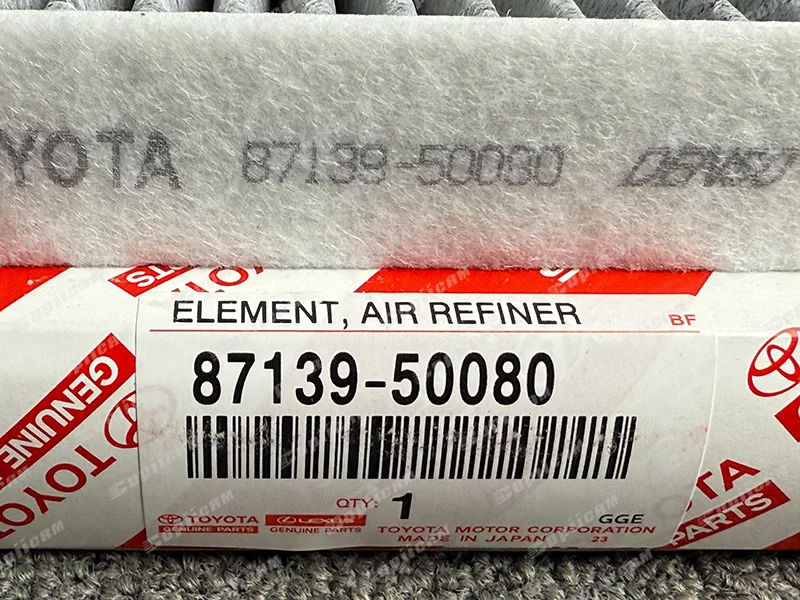 TOYOTA 87139-50080 DENSO
PARTS
ELEMENT, AIR REFINER
BF
87139-50080
GENUINE
TOYOTA
QTY: 1
TOYOTA LEXUS GGE
GENUINE PARTS GENUINE PARTS TOYOTA MOTOR CORPORATION
MADE IN JAPAN 23
PARTS